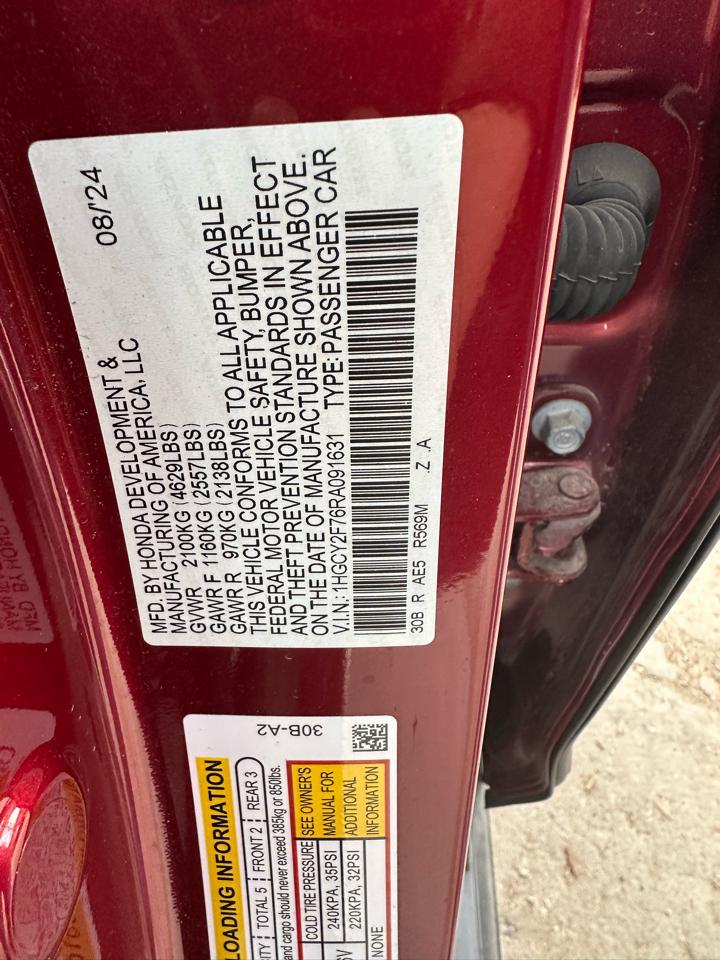 08/'24
MFD. BY HONDA DEVELOPMENT &
MANUFACTURING OF AMERICA, LLC
GVWR 2100KG (4629LBS)
GAWR F 1160KG (2557LBS)
GAWR R 970KG (2138LBS)
THIS VEHICLE CONFORMS TO ALL APPLICABLE
FEDERAL MOTOR VEHICLE SAFETY, BUMPER,
AND THEFT PREVENTION STANDARDS IN EFFECT
ON THE DATE OF MANUFACTURE SHOWN ABOVE.
V.I.N.: 1HGCY2F76RA091631 TYPE: PASSENGER CAR
30B R AE5 R569M .Z .A
LOADING INFORMATION
30B-A2
TOTAL 5 FRONT 2 REAR 3
and cargo should never exceed 385kg or 850lbs.
COLD TIRE PRESSURE SEE OWNER'S
240KPA, 35PSI MANUAL FOR
220KPA, 32PSI ADDITIONAL
NONE INFORMATION